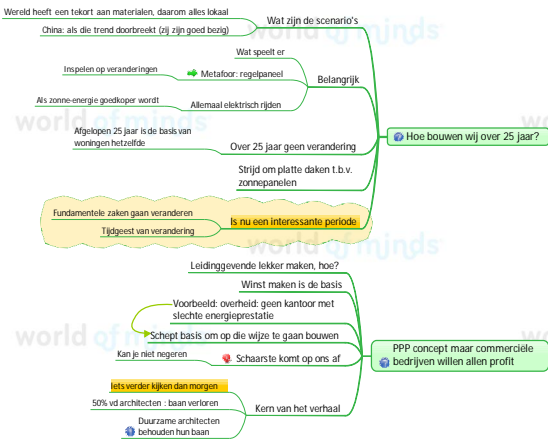 Wereld heeft een tekort aan materialen, daarom alles lokaal
China: als die trend doorbreekt (zij zijn goed bezig)
Wat zijn de scenario's
Wat speelt er
Inspelen op veranderingen
Metafoor: regelpaneel
Belangrijk
Als zonne-energie goedkoper wordt
Allemaal elektrisch rijden
Afgelopen 25 jaar is de basis van
woningen hetzelfde
Over 25 jaar geen verandering
Hoe bouwen wij over 25 jaar?
Strijd om platte daken t.b.v.
zonnepanelen
Fundamentele zaken gaan veranderen
Tijdgeest van verandering
Is nu een interessante periode
Leidinggevende lekker maken, hoe?
Winst maken is de basis
Voorbeeld: overheid: geen kantoor met
slechte energieprestatie
Schept basis om op die wijze te gaan bouwen
Kan je niet negeren
Schaarste komt op ons af
PPP concept maar commerciële
bedrijven willen allen profit
Iets verder kijken dan morgen
50% vd architecten : baan verloren
Duurzame architecten
behouden hun baan
Kern van het verhaal
world of minds
world of minds
world of minds
world of minds
world of minds
wo
wo